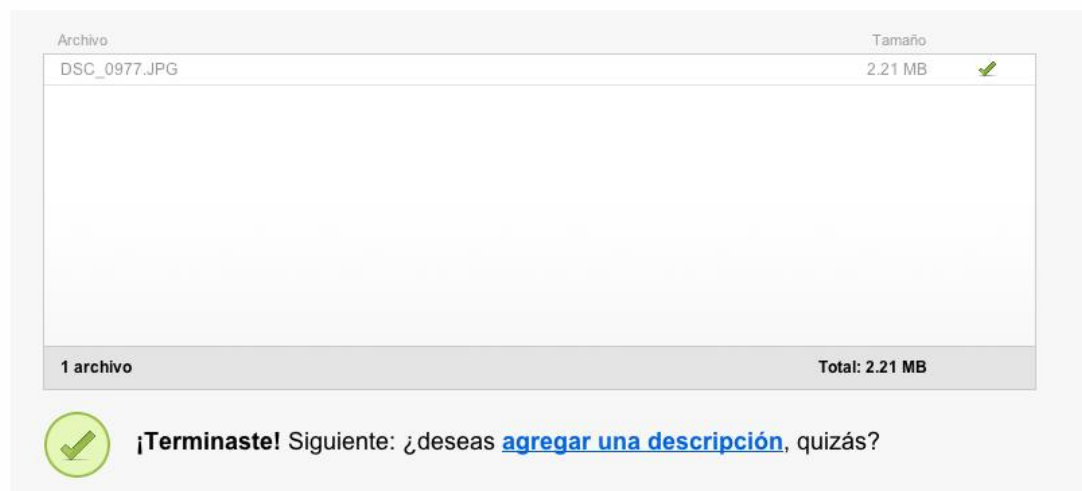 Archivo Tamaño
DSC_0977.JPG 2.21 MB
1 archivo Total: 2.21 MB
¡Terminaste! Siguiente: ¿deseas agregar una descripción, quizás?